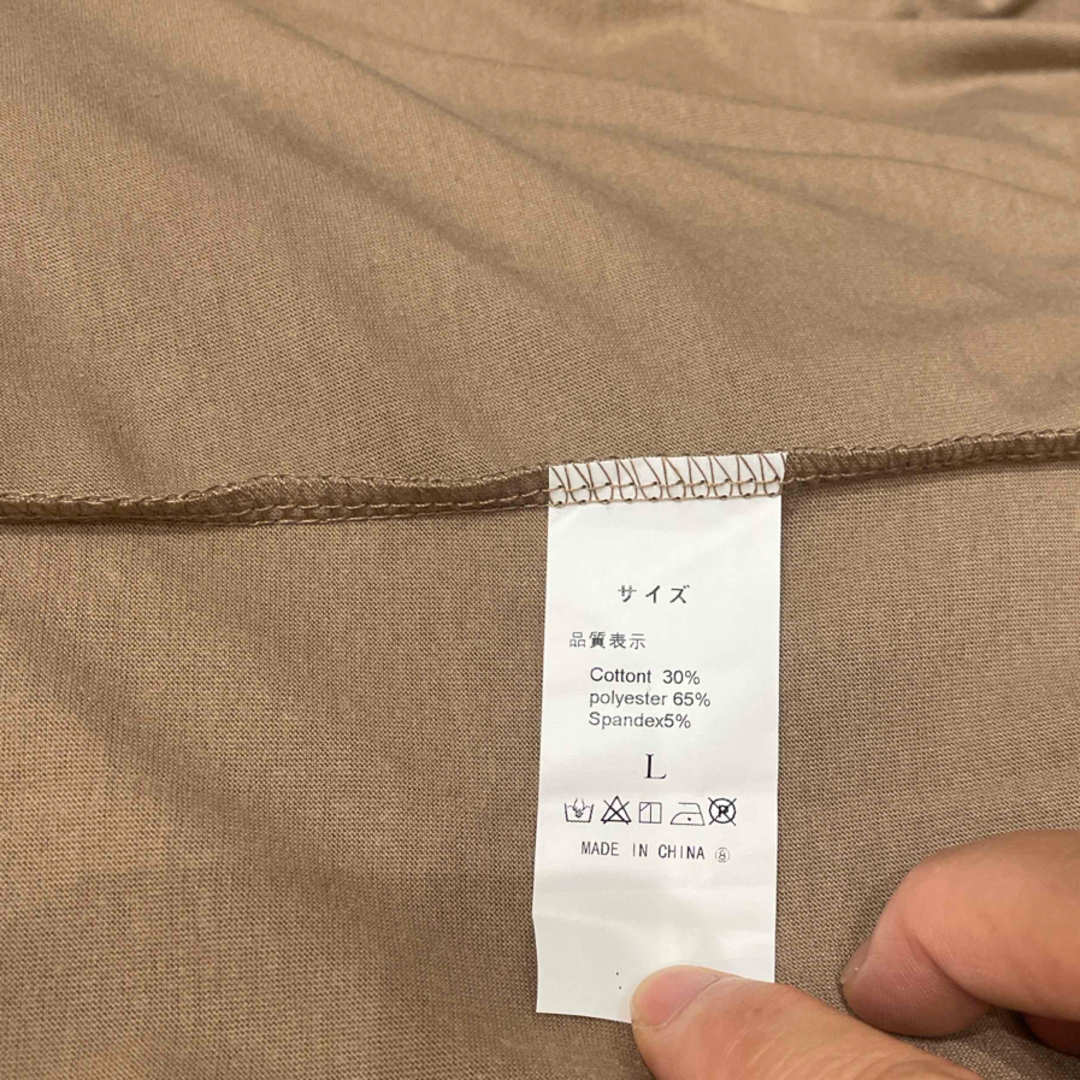 サイズ
品質表示
Cottont 30%
polyester 65%
Spandex5%
L
MADE IN CHINA ⑧